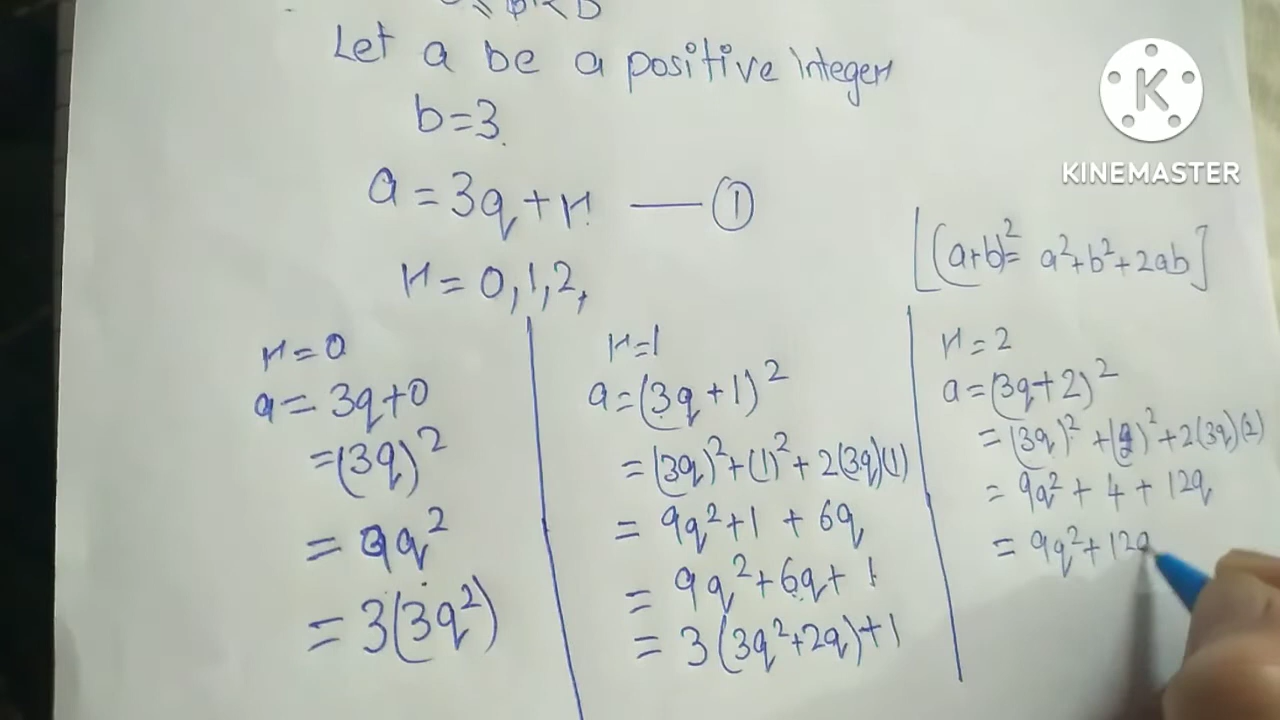 Let a be a positive integer
b=3.
a = 3q + r — ①
r = 0,1,2,
[(a+b)² = a²+b²+2ab]
r = 0
a = 3q+0
= (3q)²
= 9q²
= 3(3q²)
r=1
a = (3q + 1)²
= (3q)²+(1)²+2(3q)(1)
= 9q²+1 + 6q
= 9q²+6q+ 1
= 3(3q²+2q)+1
r = 2
a = (3q+2)²
= (3q)² + (2)² + 2(3q)(2)
= 9q² + 4 + 12q
= 9q²+12q
K
KINEMASTER